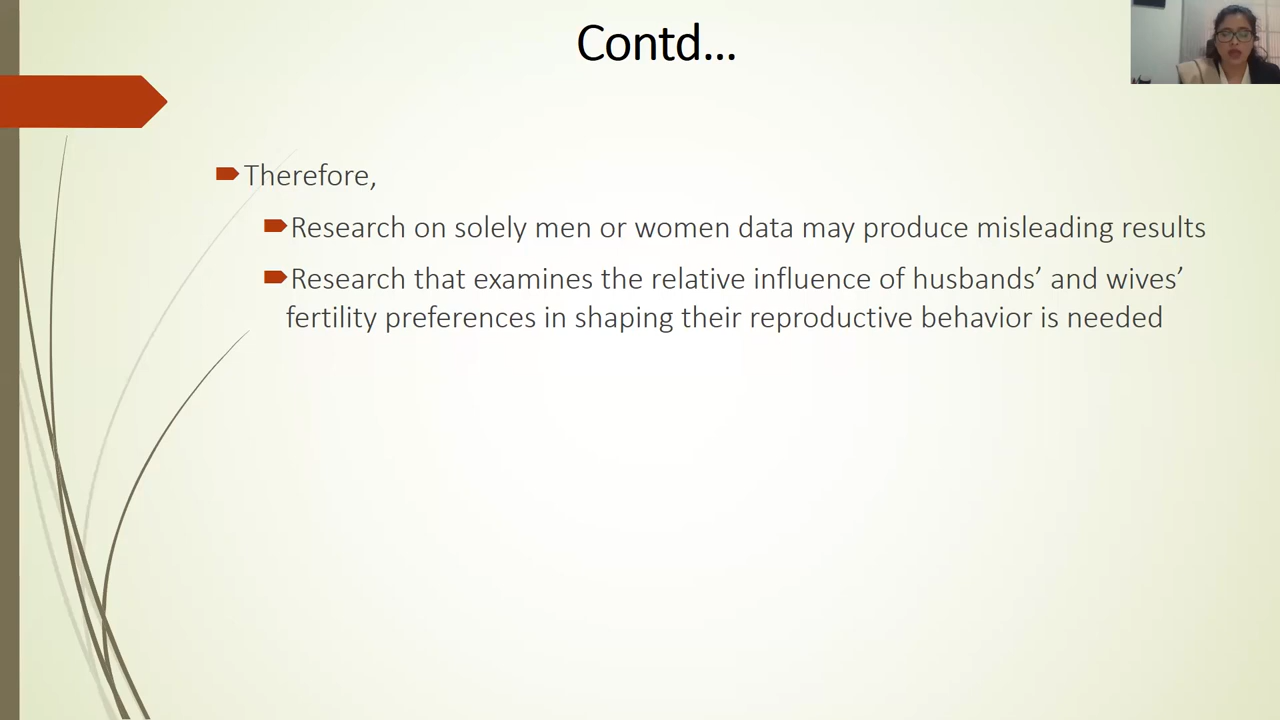 Contd...
Therefore,
Research on solely men or women data may produce misleading results
Research that examines the relative influence of husbands’ and wives’
fertility preferences in shaping their reproductive behavior is needed